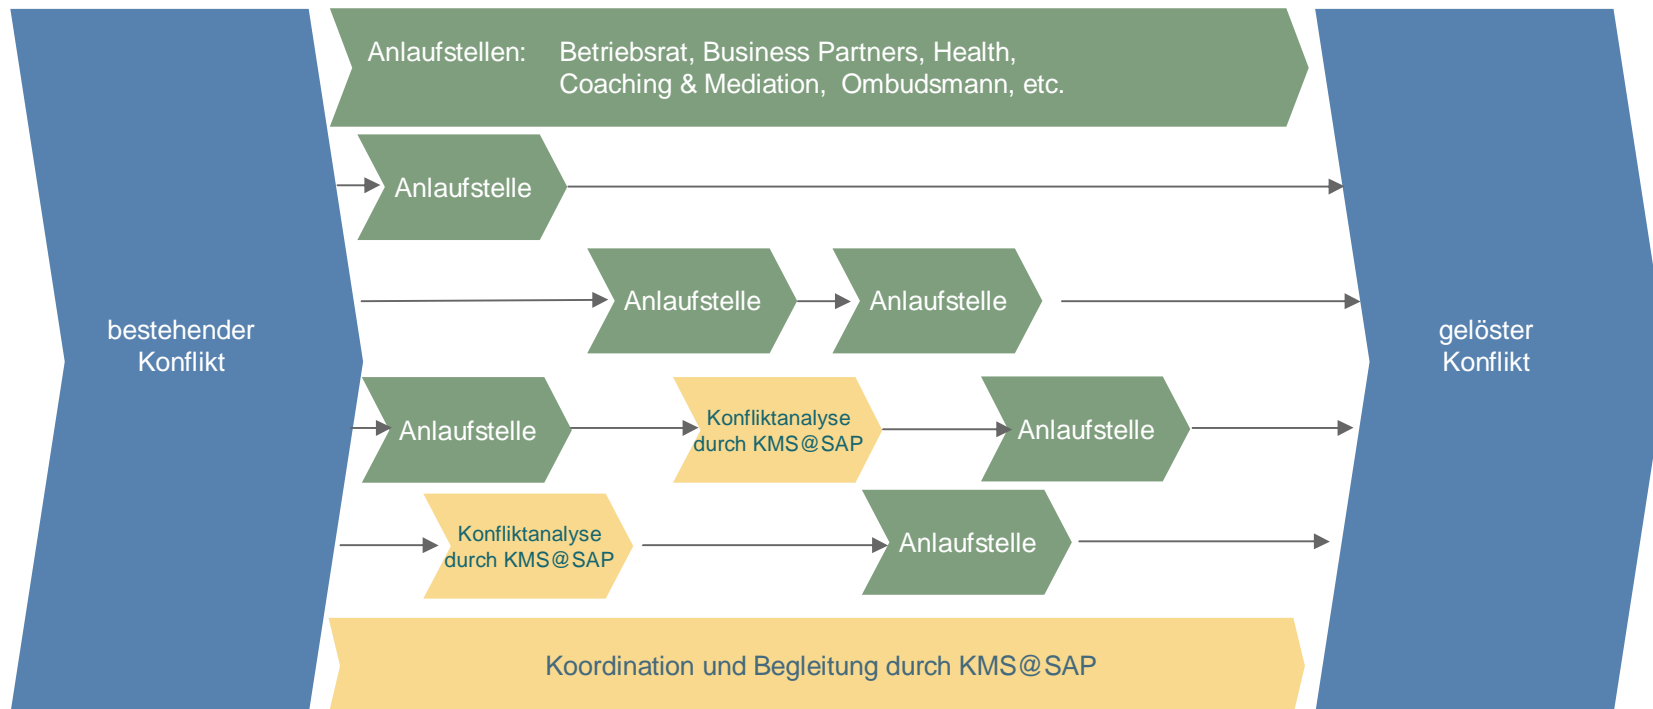 Anlaufstellen: Betriebsrat, Business Partners, Health,
Coaching & Mediation, Ombudsmann, etc.
Anlaufstelle
Anlaufstelle Anlaufstelle
bestehender
Konflikt
gelöster
Konflikt
Anlaufstelle
Konfliktanalyse
durch KMS@SAP
Anlaufstelle
Konfliktanalyse
durch KMS@SAP
Anlaufstelle
Koordination und Begleitung durch KMS@SAP